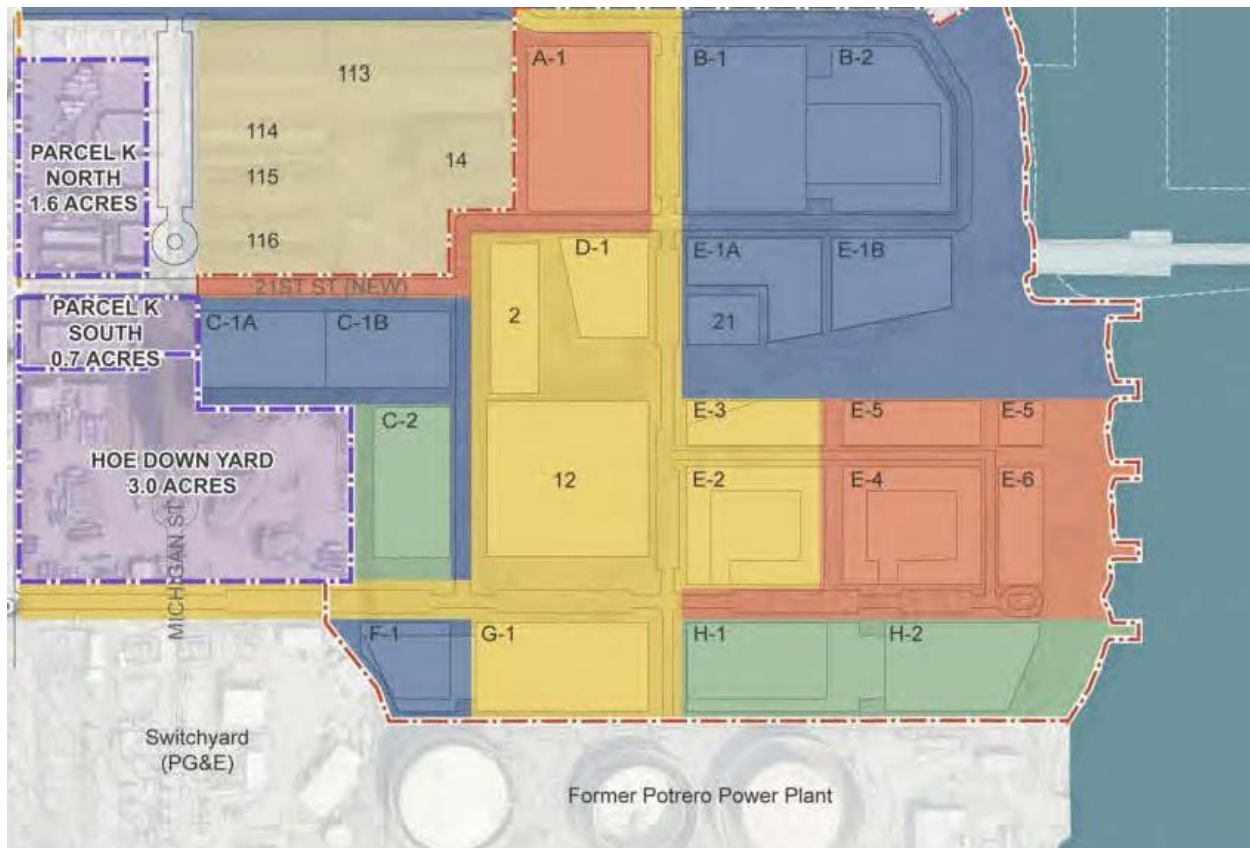 A-1
B-1
B-2
113
114
14
115
116
PARCEL K
NORTH
1.6 ACRES
D-1
E-1A
E-1B
21ST ST (NEW)
PARCEL K
SOUTH
0.7 ACRES
C-1A
C-1B
2
21
C-2
E-3
E-5
E-5
HOE DOWN YARD
3.0 ACRES
12
E-2
E-4
E-6
MICHIGAN ST
F-1
G-1
H-1
H-2
Switchyard
(PG&E)
Former Potrero Power Plant